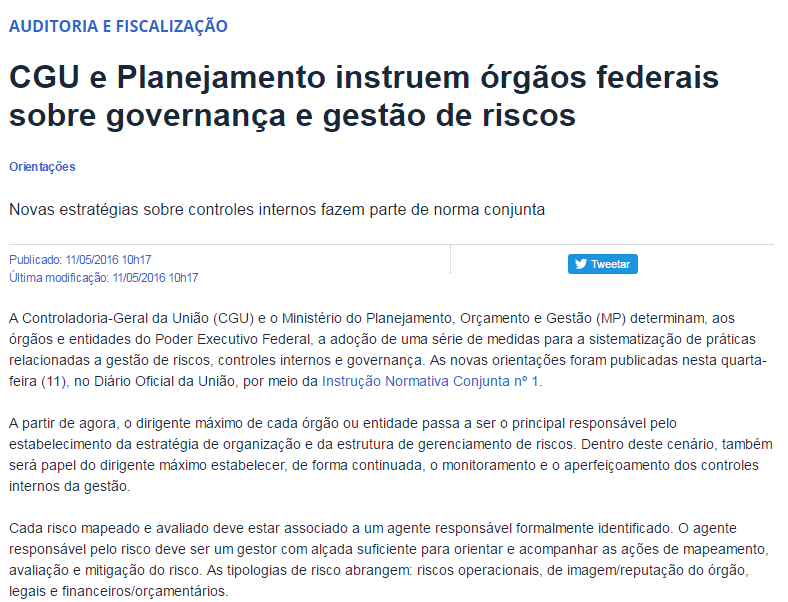 AUDITORIA E FISCALIZAÇÃO
CGU e Planejamento instruem órgãos federais
sobre governança e gestão de riscos
Orientações
Novas estratégias sobre controles internos fazem parte de norma conjunta
Publicado: 11/05/2016 10h17
Última modificação: 11/05/2016 10h17
Tweetar
A Controladoria-Geral da União (CGU) e o Ministério do Planejamento, Orçamento e Gestão (MP) determinam, aos
órgãos e entidades do Poder Executivo Federal, a adoção de uma série de medidas para a sistematização de práticas
relacionadas a gestão de riscos, controles internos e governança. As novas orientações foram publicadas nesta quarta-
feira (11), no Diário Oficial da União, por meio da Instrução Normativa Conjunta nº 1.
A partir de agora, o dirigente máximo de cada órgão ou entidade passa a ser o principal responsável pelo
estabelecimento da estratégia de organização e da estrutura de gerenciamento de riscos. Dentro deste cenário, também
será papel do dirigente máximo estabelecer, de forma continuada, o monitoramento e o aperfeiçoamento dos controles
internos da gestão.
Cada risco mapeado e avaliado deve estar associado a um agente responsável formalmente identificado. O agente
responsável pelo risco deve ser um gestor com alçada suficiente para orientar e acompanhar as ações de mapeamento,
avaliação e mitigação do risco. As tipologias de risco abrangem: riscos operacionais, de imagem/reputação do órgão,
legais e financeiros/orçamentários.